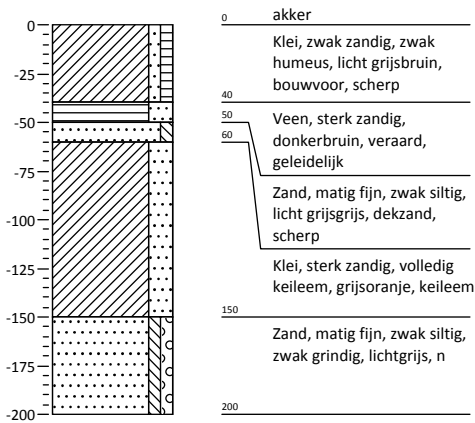 0
-25
-50
-75
-100
-125
-150
-175
-200
0 akker
Klei, zwak zandig, zwak
humeus, licht grijsbruin,
bouwvoor, scherp
40
50
60
Veen, sterk zandig,
donkerbruin, veraard,
geleidelijk
Zand, matig fijn, zwak siltig,
licht grijsgrijs, dekzand,
scherp
Klei, sterk zandig, volledig
keileem, grijsoranje, keileem
150
Zand, matig fijn, zwak siltig,
zwak grindig, lichtgrijs, n
200